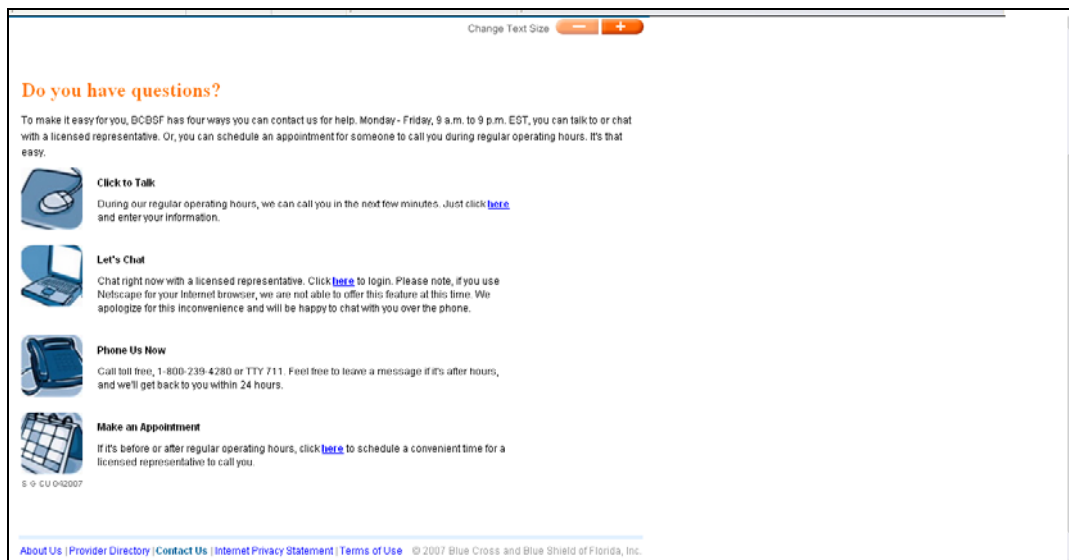 Change Text Size
Do you have questions?
To make it easy for you, BCBSF has four ways you can contact us for help. Monday - Friday, 9 a.m. to 9 p.m. EST, you can talk to or chat
with a licensed representative. Or, you can schedule an appointment for someone to call you during regular operating hours. It's that
easy.
Click to Talk
During our regular operating hours, we can call you in the next few minutes. Just click here
and enter your information.
Let's Chat
Chat right now with a licensed representative. Click here to login. Please note, if you use
Netscape for your Internet browser, we are not able to offer this feature at this time. We
apologize for this inconvenience and will be happy to chat with you over the phone.
Phone Us Now
Call toll free, 1-800-239-4280 or TTY 711. Feel free to leave a message if it's after hours,
and we'll get back to you within 24 hours.
Make an Appointment
If it's before or after regular operating hours, click here to schedule a convenient time for a
licensed representative to call you.
CU 042007
About Us | Provider Directory | Contact Us | Internet Privacy Statement | Terms of Use © 2007 Blue Cross and Blue Shield of Florida, Inc.